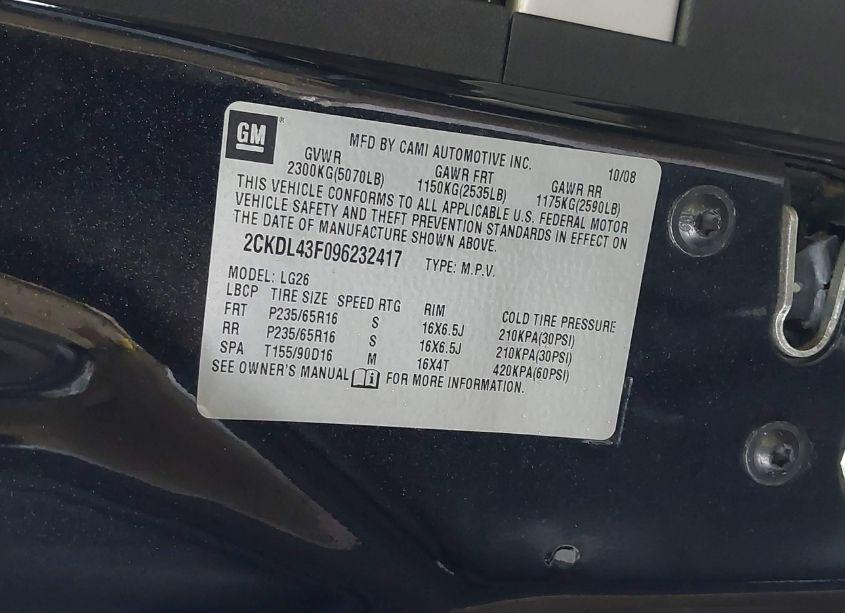 GM ®
MFD BY CAMI AUTOMOTIVE INC. 10/08
GVWR GAWR FRT GAWR RR
2300KG(5070LB) 1150KG(2535LB) 1175KG(2590LB)
THIS VEHICLE CONFORMS TO ALL APPLICABLE U.S. FEDERAL MOTOR
VEHICLE SAFETY AND THEFT PREVENTION STANDARDS IN EFFECT ON
THE DATE OF MANUFACTURE SHOWN ABOVE.
2CKDL43F096232417 TYPE: M.P.V.
MODEL: LG26
LBCP TIRE SIZE SPEED RTG RIM COLD TIRE PRESSURE
FRT P235/65R16 S 16X6.5J 210KPA(30PSI)
RR P235/65R16 S 16X6.5J 210KPA(30PSI)
SPA T155/90D16 M 16X4T 420KPA(60PSI)
SEE OWNER'S MANUAL FOR MORE INFORMATION.